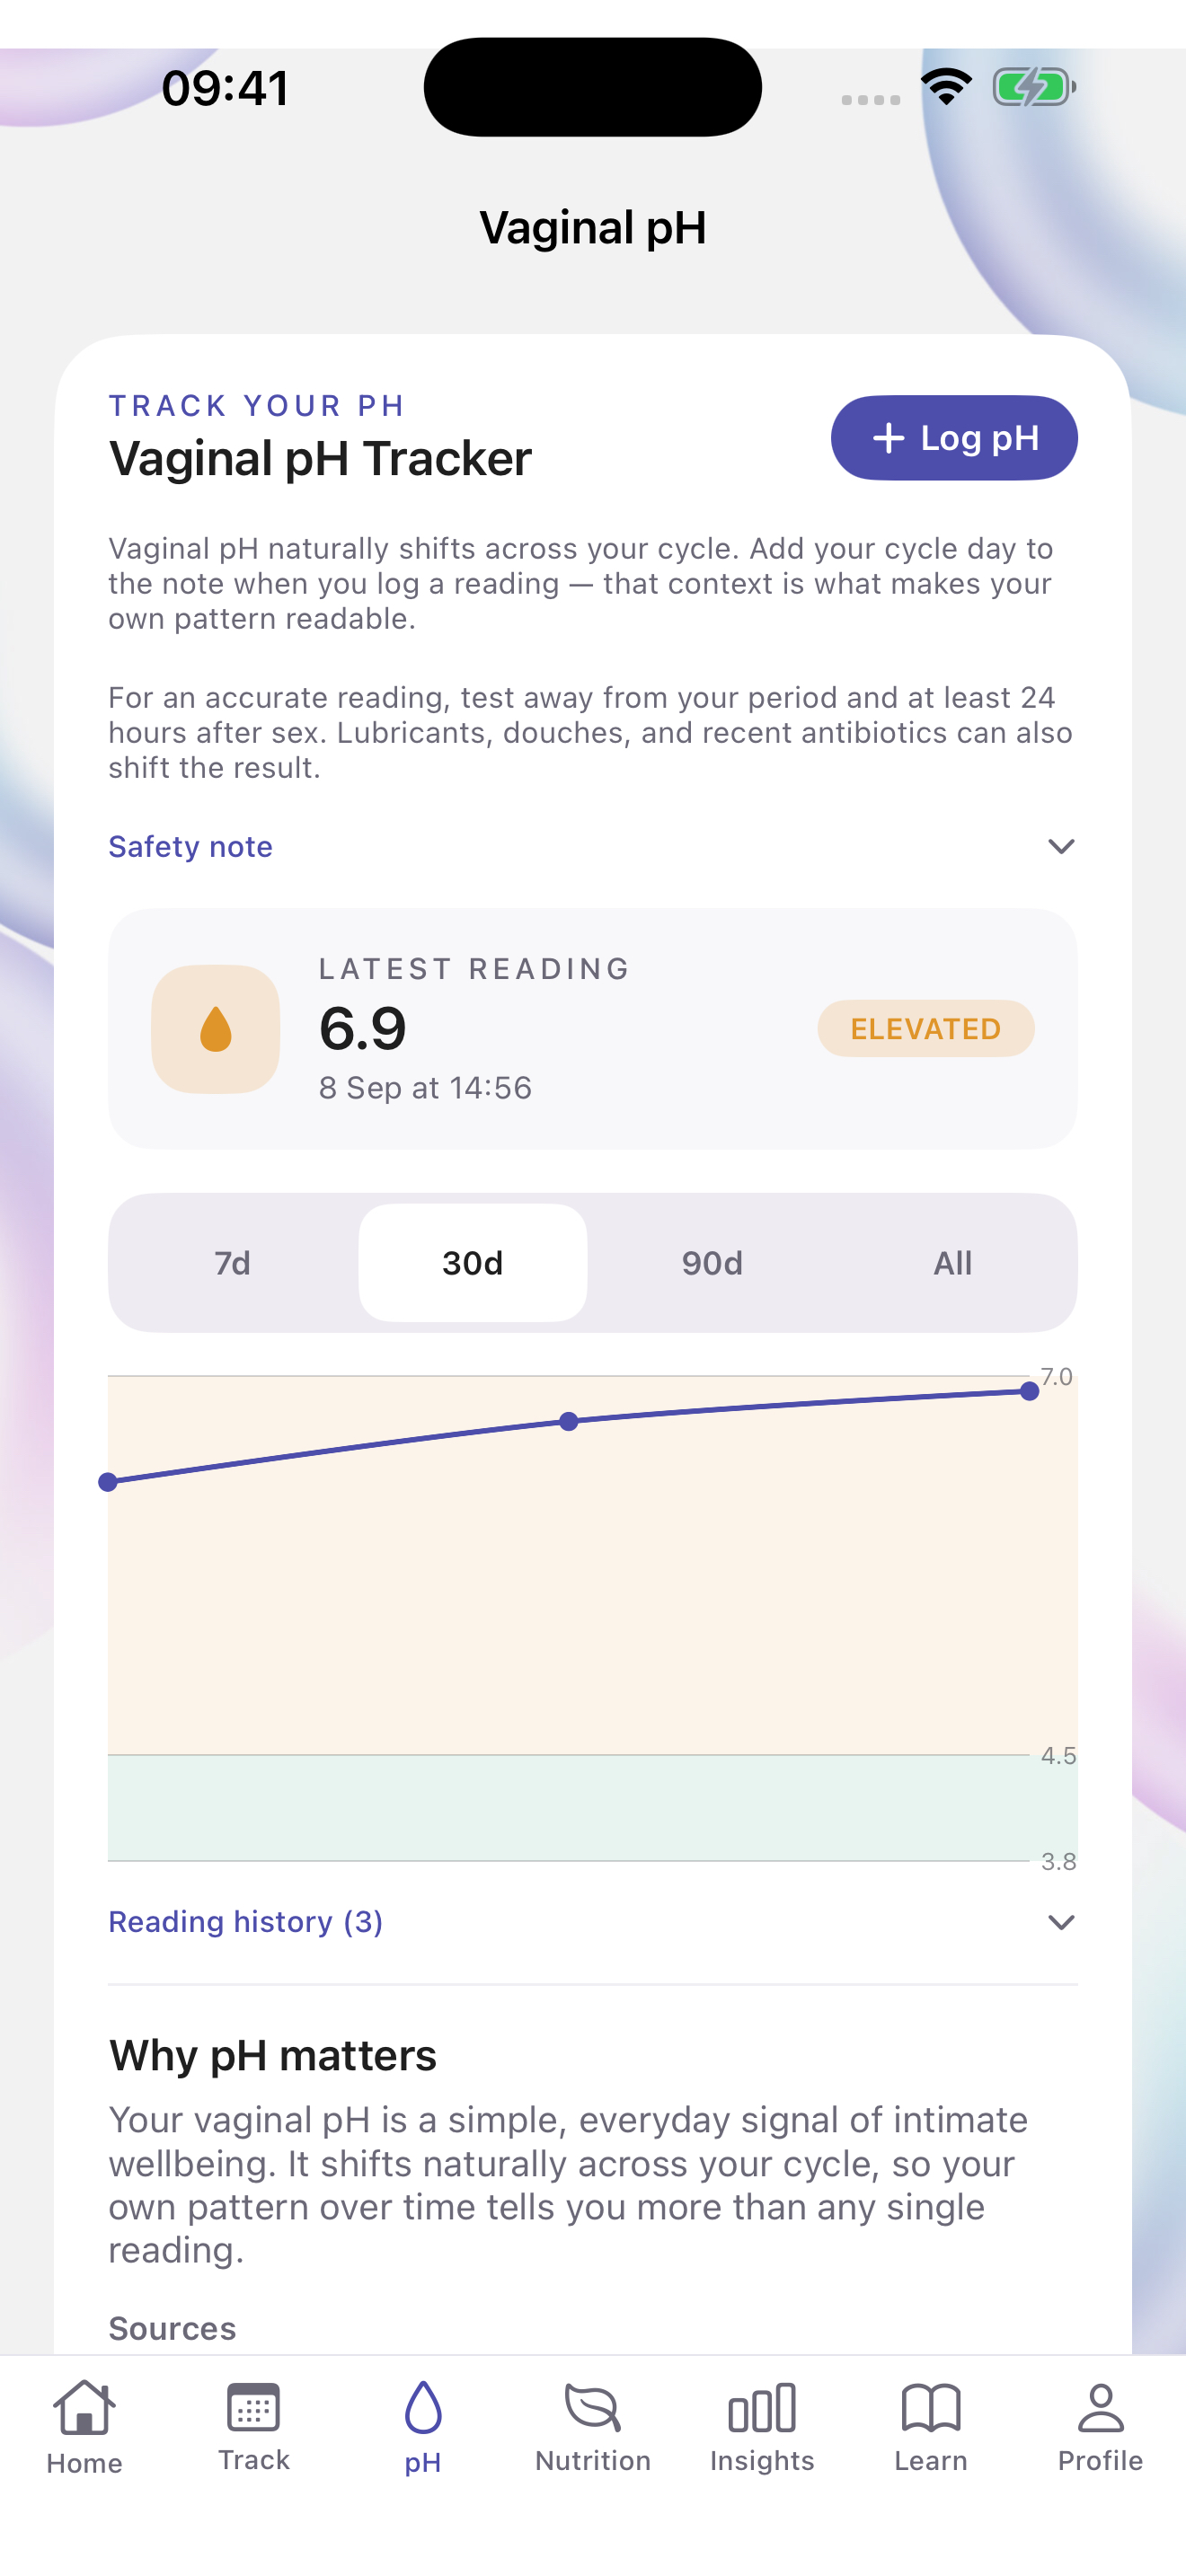 09:41
Vaginal pH
TRACK YOUR PH
Vaginal pH Tracker
+ Log pH
Vaginal pH naturally shifts across your cycle. Add your cycle day to
the note when you log a reading — that context is what makes your
own pattern readable.
For an accurate reading, test away from your period and at least 24
hours after sex. Lubricants, douches, and recent antibiotics can also
shift the result.
Safety note
LATEST READING
6.9
8 Sep at 14:56
ELEVATED
7d
30d
90d
All
7.0
4.5
3.8
Reading history (3)
Why pH matters
Your vaginal pH is a simple, everyday signal of intimate
wellbeing. It shifts naturally across your cycle, so your
own pattern over time tells you more than any single
reading.
Sources
Home
Track
pH
Nutrition
Insights
Learn
Profile